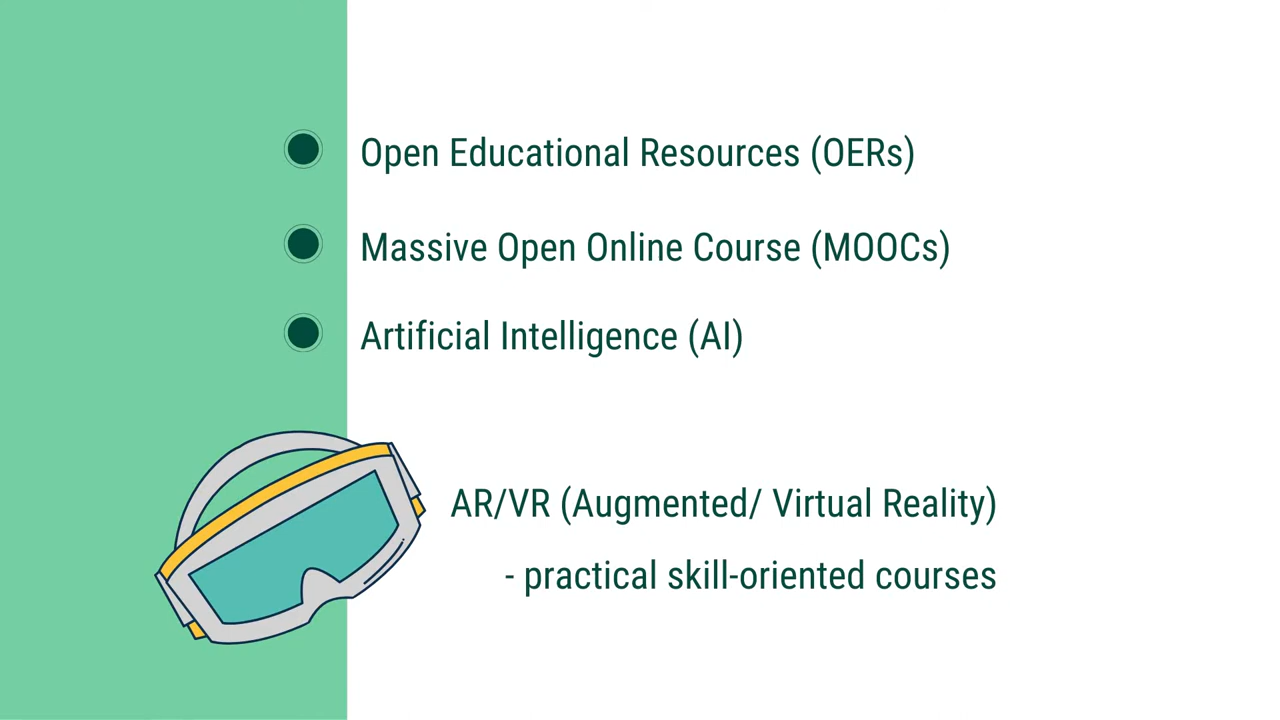 Open Educational Resources (OERs)
Massive Open Online Course (MOOCs)
Artificial Intelligence (AI)
AR/VR (Augmented/ Virtual Reality)
- practical skill-oriented courses